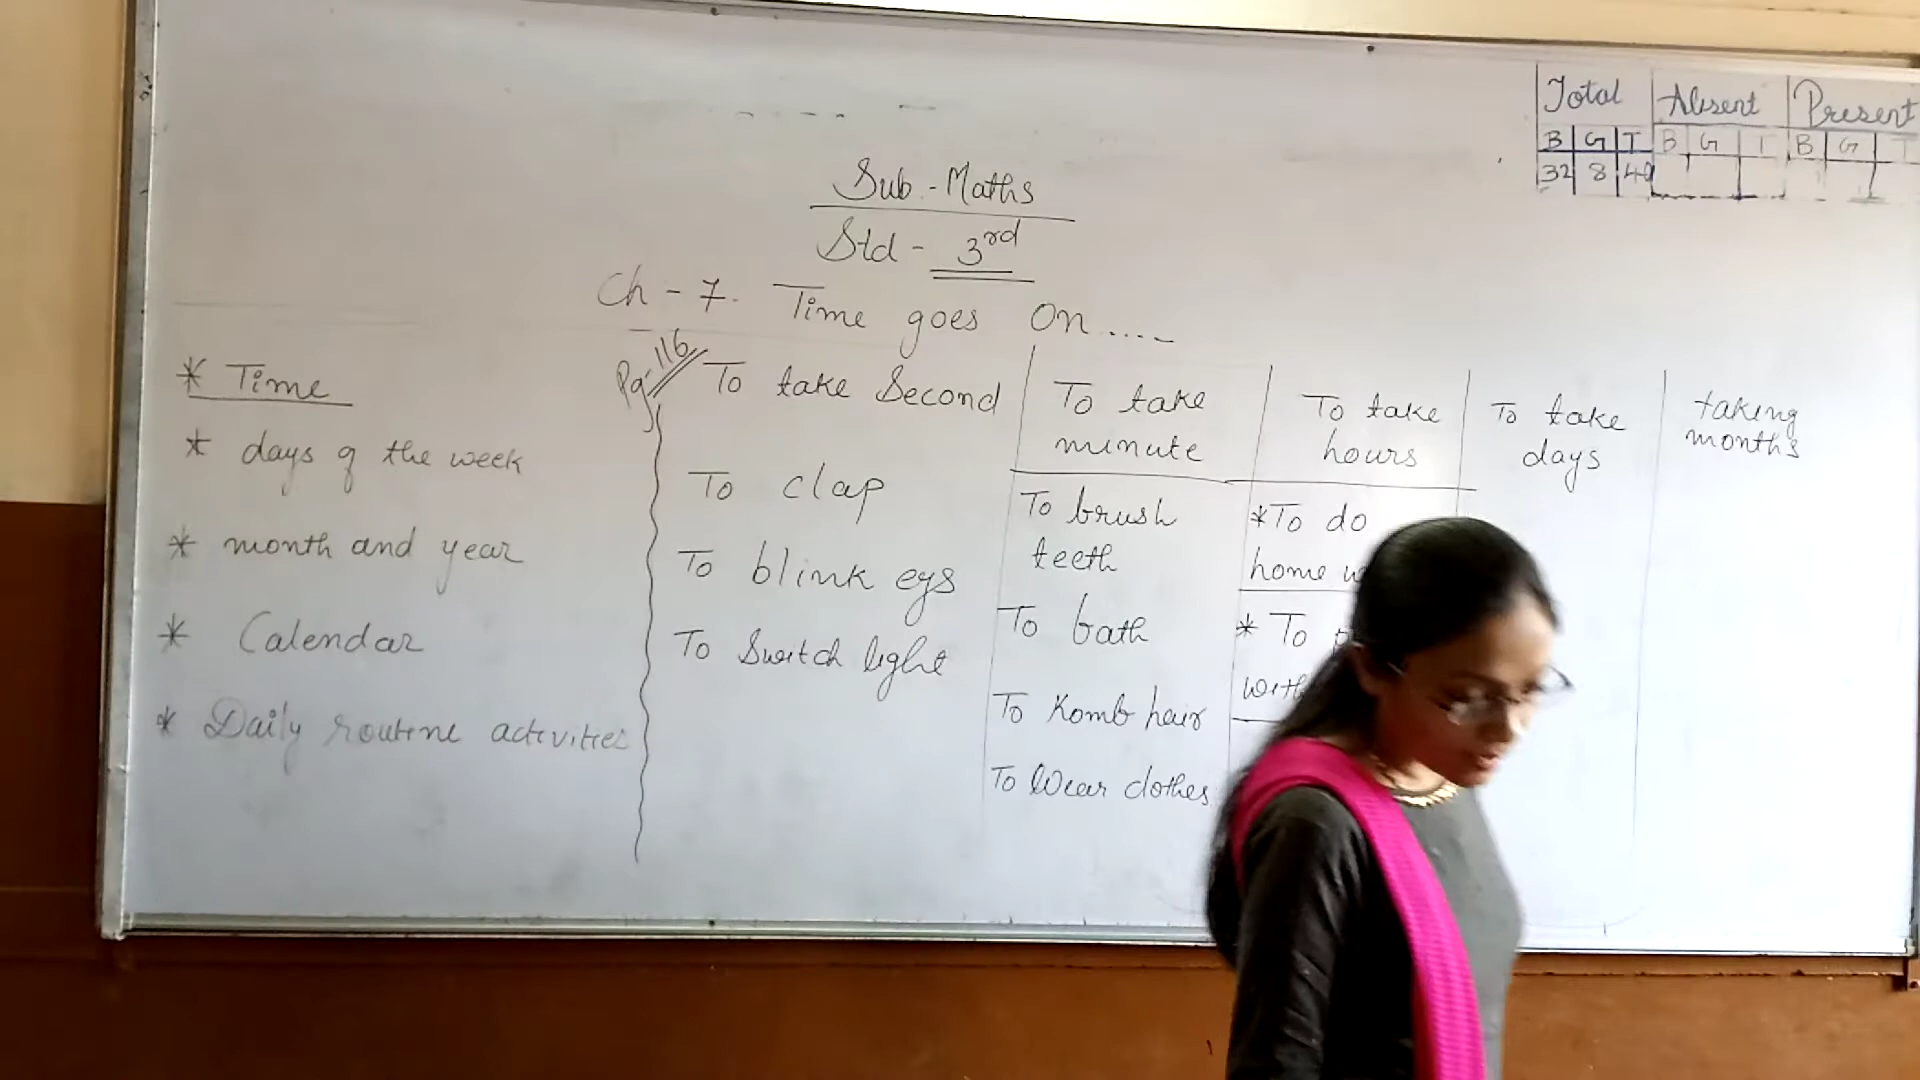 Total Absent Present
B G T B G T B G T
32 8 40
Sub - Maths
Std - 3rd
Ch - 7. Time goes On.....
* Time
* days of the week
* month and year
* Calendar
* Daily routine activities
Pg-116
To take Second
To clap
To blink eys
To Switch light
To take
minute
To brush
teeth
To bath
To Komb hair
To Wear clothes
To take
hours
*To do
home
* To
with
To take
days
taking
months